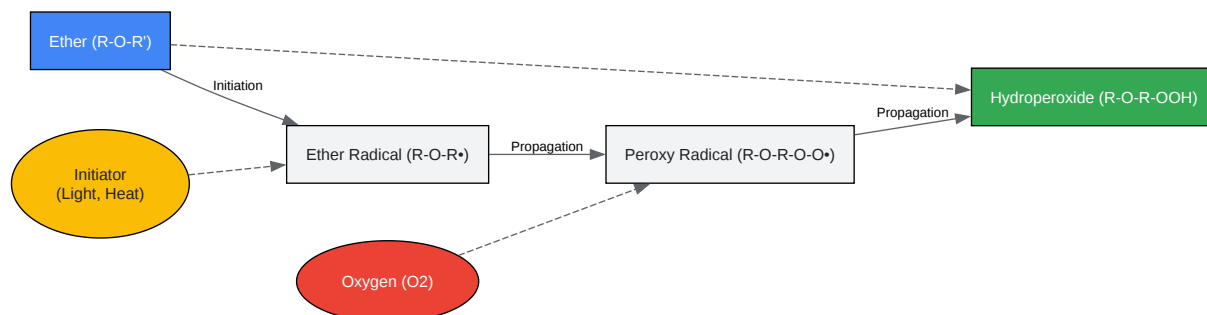 Ether (R-O-R')
Initiation
Hydroperoxide (R-O-R-OOH)
Propagation
Ether Radical (R-O-R•)
Propagation
Peroxy Radical (R-O-R-O-O•)
Initiator
(Light, Heat)
Oxygen (O2)